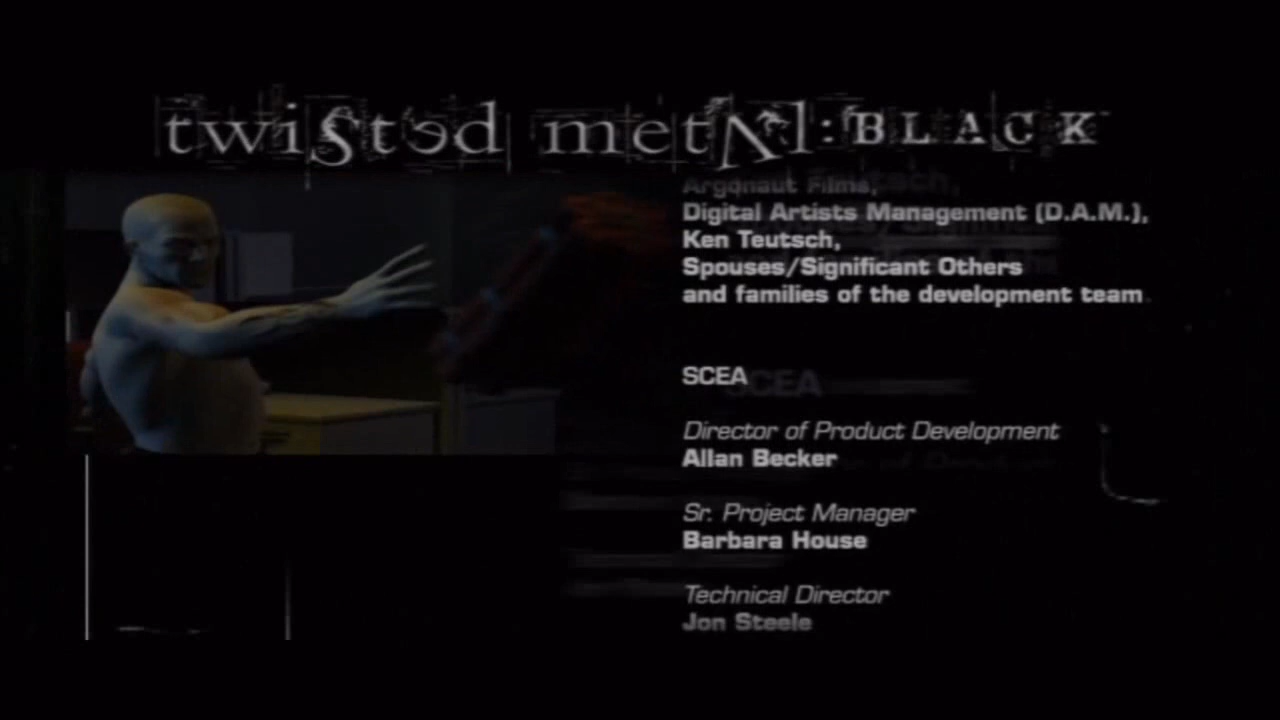 twisted metal: BLACK
Argonaut Films,
Digital Artists Management (D.A.M.),
Ken Teutsch,
Spouses/Significant Others
and families of the development team
SCEA
Director of Product Development
Allan Becker
Sr. Project Manager
Barbara House
Technical Director
Jon Steele